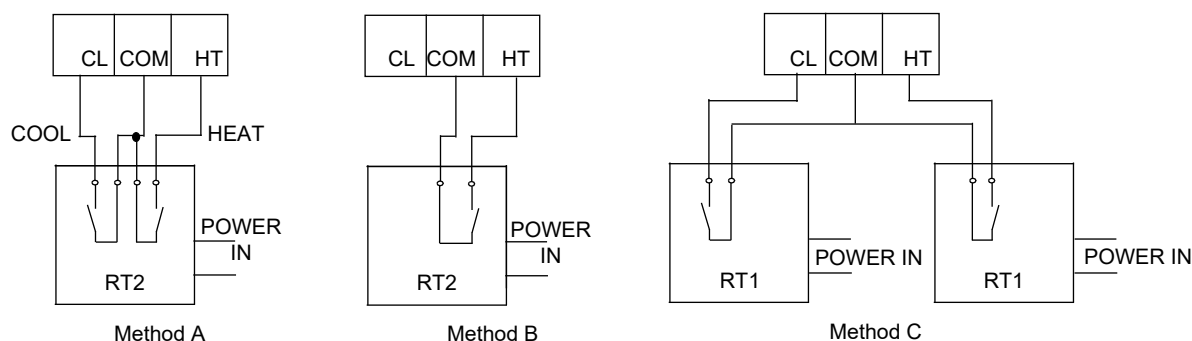 CL COM HT
COOL
HEAT
POWER
IN
RT2
Method A
CL COM HT
POWER
IN
RT2
Method B
CL COM HT
POWER IN
RT1
POWER IN
RT1
Method C